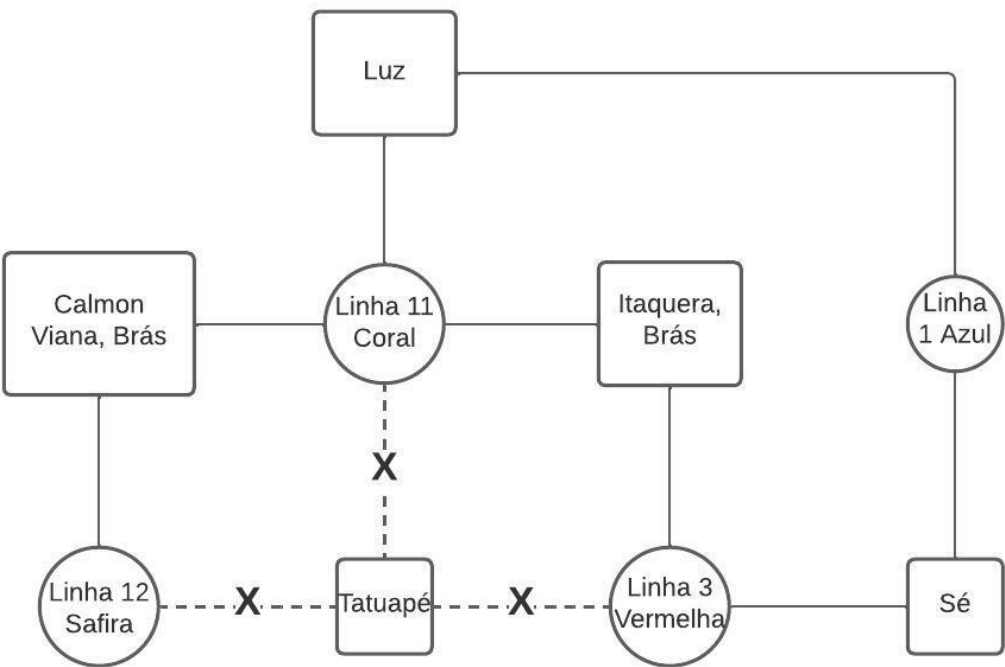 Luz
Calmon
Viana, Brás
Linha 11
Coral
Itaquera,
Brás
Linha
1 Azul
X
Linha 12
Safira
X
Tatuapé
X
Linha 3
Vermelha
Sé